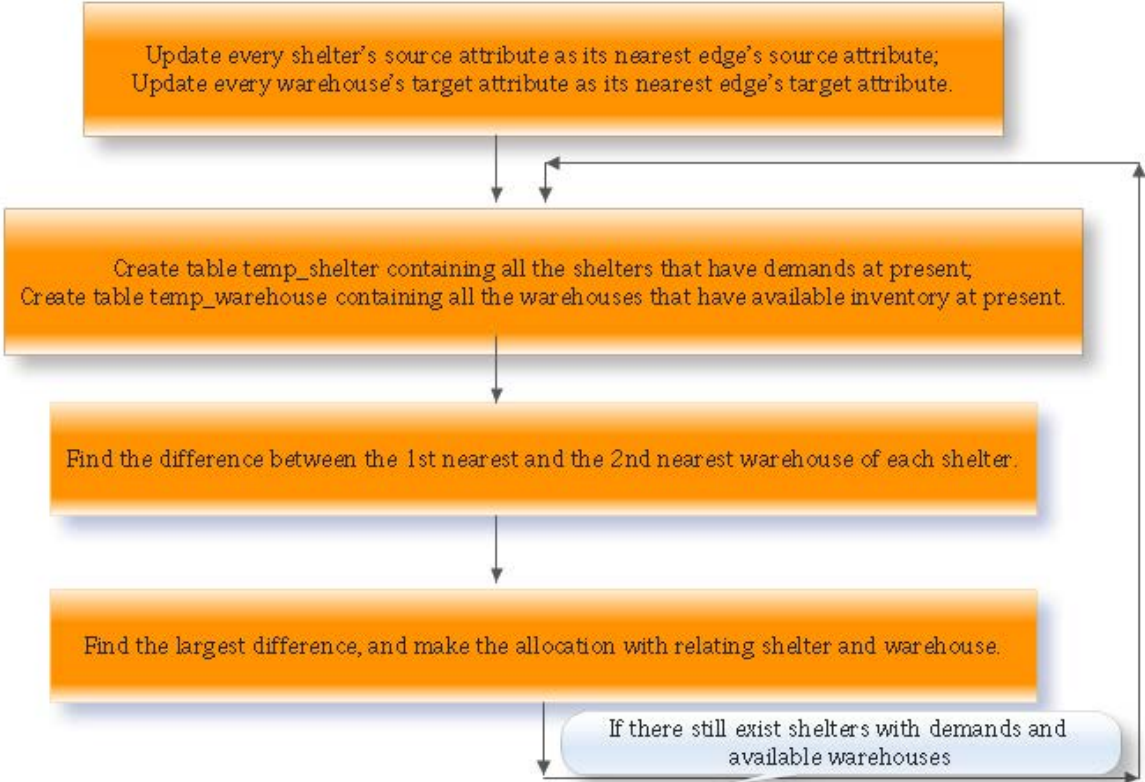 Update every shelter's source attribute as its nearest edge's source attribute;
Update every warehouse's target attribute as its nearest edge's target attribute.
Create table temp_shelter containing all the shelters that have demands at present;
Create table temp_warehouse containing all the warehouses that have available inventory at present.
Find the difference between the 1st nearest and the 2nd nearest warehouse of each shelter.
Find the largest difference, and make the allocation with relating shelter and warehouse.
If there still exist shelters with demands and
available warehouses